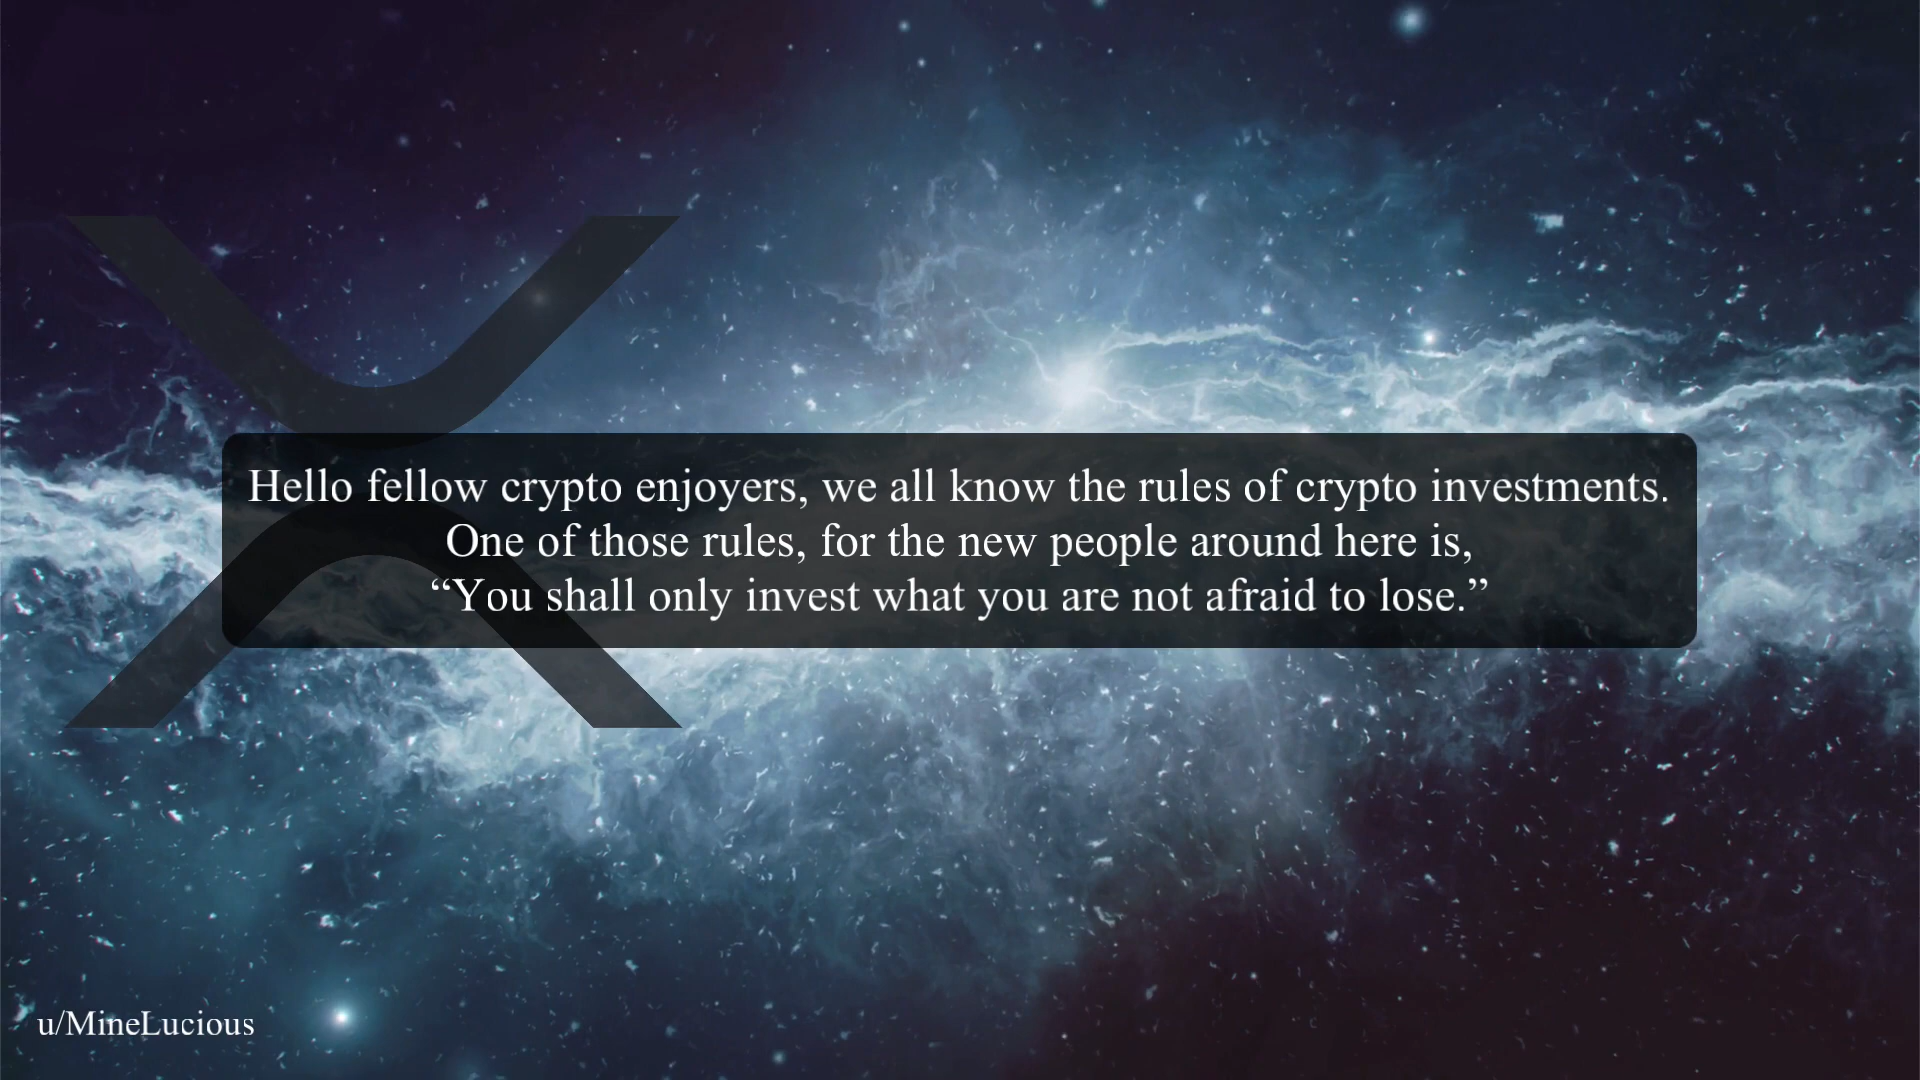 Hello fellow crypto enjoyers, we all know the rules of crypto investments.
One of those rules, for the new people around here is,
“You shall only invest what you are not afraid to lose.”
u/MineLucious